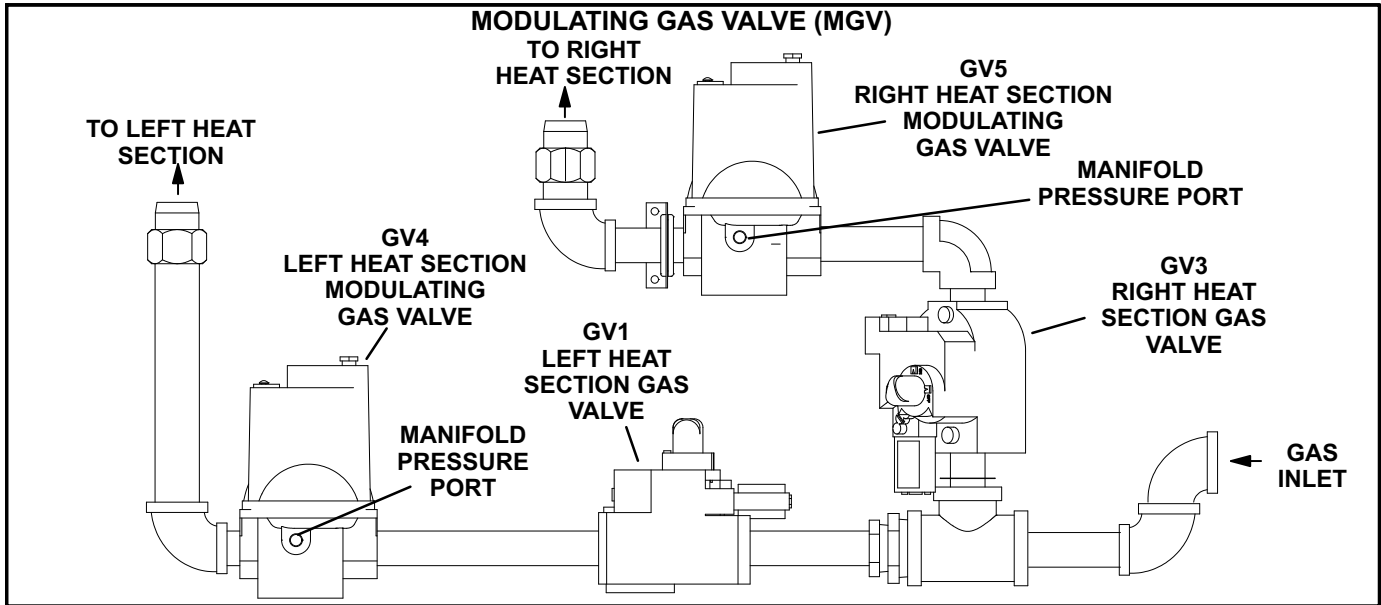 MODULATING GAS VALVE (MGV)
TO RIGHT
HEAT SECTION
GV5
RIGHT HEAT SECTION
MODULATING
GAS VALVE
TO LEFT HEAT
SECTION
MANIFOLD
PRESSURE PORT
GV4
LEFT HEAT SECTION
MODULATING
GAS VALVE
GV3
RIGHT HEAT
SECTION GAS
VALVE
GV1
LEFT HEAT
SECTION GAS
VALVE
MANIFOLD
PRESSURE
PORT
GAS
INLET